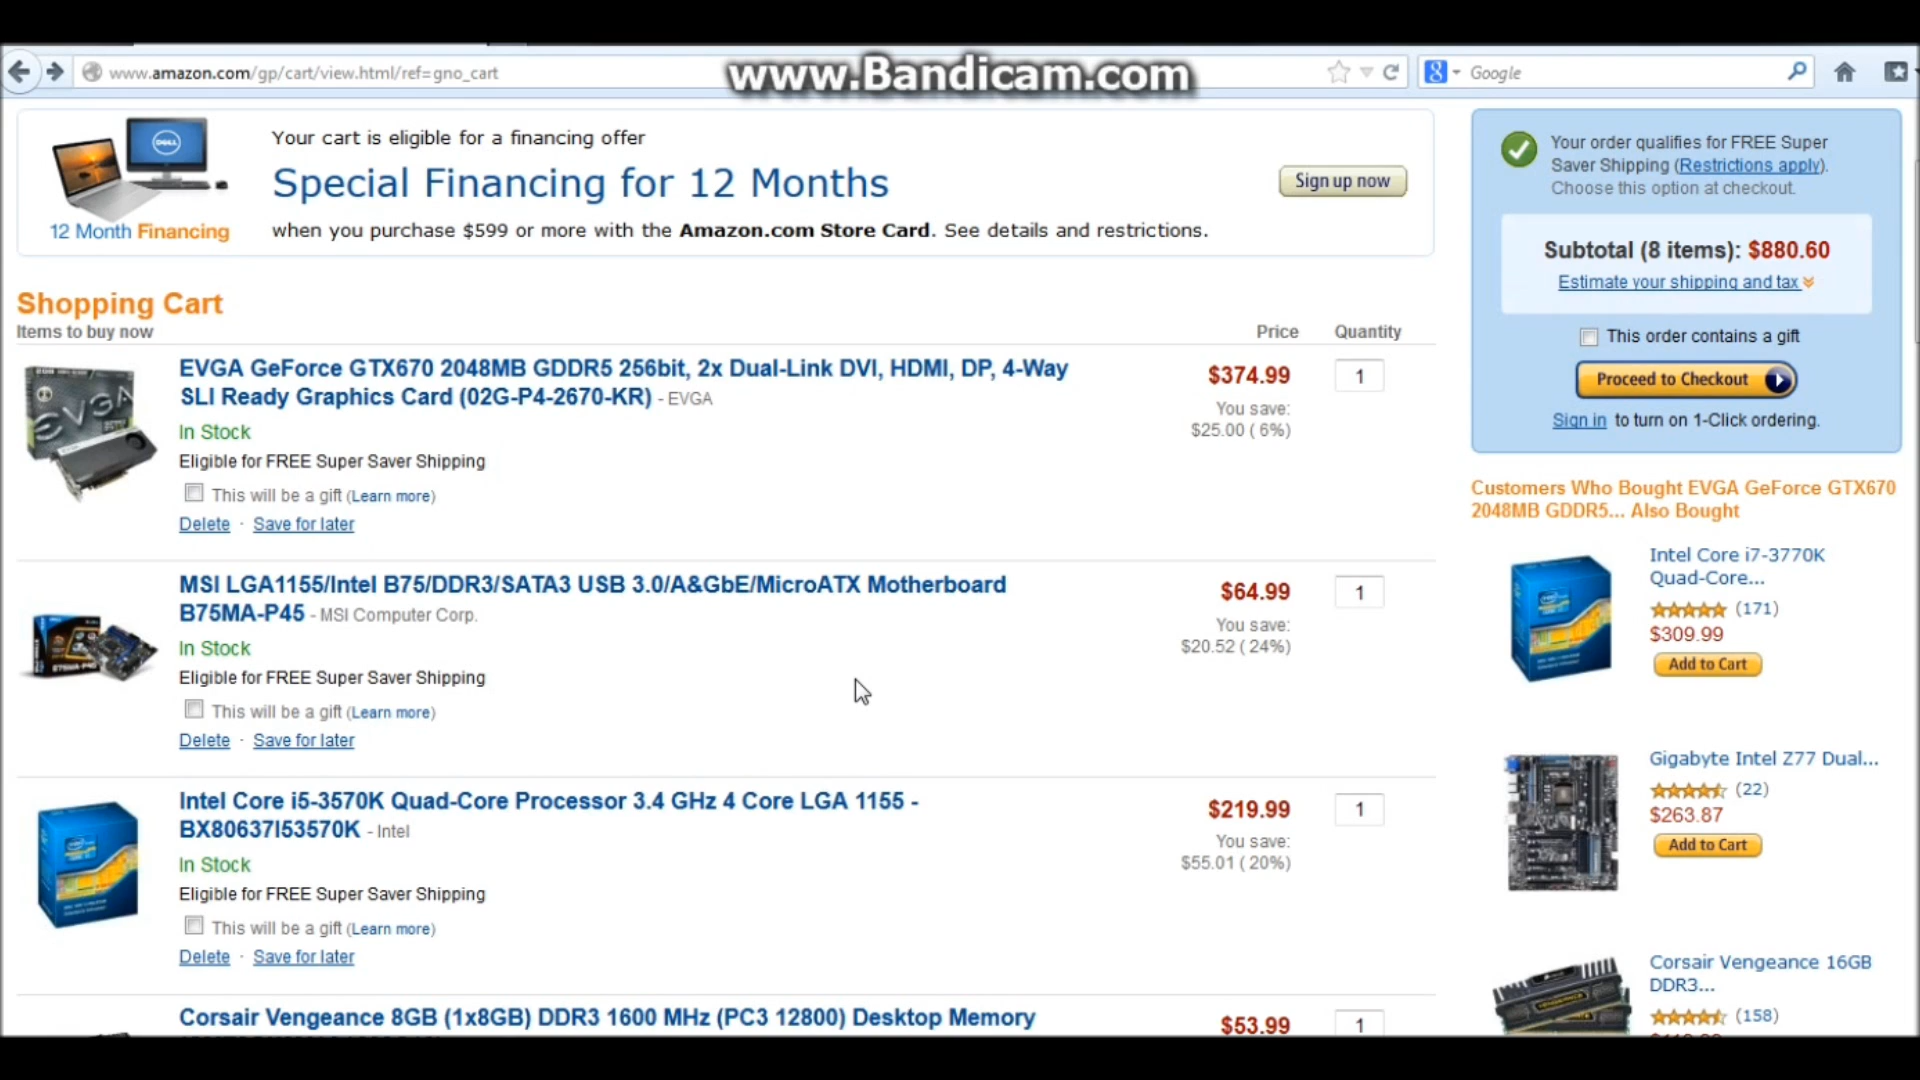 www.amazon.com/gp/cart/view.html/ref=gno_cart
www.Bandicam.com
Google
Your cart is eligible for a financing offer
Special Financing for 12 Months
when you purchase $599 or more with the Amazon.com Store Card. See details and restrictions.
12 Month Financing
DELL
Sign up now
Your order qualifies for FREE Super
Saver Shipping (Restrictions apply).
Choose this option at checkout.
Subtotal (8 items): $880.60
Estimate your shipping and tax
This order contains a gift
Proceed to Checkout
Sign in to turn on 1-Click ordering.
Shopping Cart
Items to buy now
Price Quantity
EVGA GeForce GTX670 2048MB GDDR5 256bit, 2x Dual-Link DVI, HDMI, DP, 4-Way
SLI Ready Graphics Card (02G-P4-2670-KR) - EVGA
$374.99 1
You save:
$25.00 ( 6%)
In Stock
Eligible for FREE Super Saver Shipping
This will be a gift (Learn more)
Delete · Save for later
MSI LGA1155/Intel B75/DDR3/SATA3 USB 3.0/A&GbE/MicroATX Motherboard
B75MA-P45 - MSI Computer Corp.
$64.99 1
You save:
$20.52 ( 24%)
In Stock
Eligible for FREE Super Saver Shipping
This will be a gift (Learn more)
Delete · Save for later
Intel Core i5-3570K Quad-Core Processor 3.4 GHz 4 Core LGA 1155 -
BX80637I53570K - Intel
$219.99 1
You save:
$55.01 ( 20%)
In Stock
Eligible for FREE Super Saver Shipping
This will be a gift (Learn more)
Delete · Save for later
Corsair Vengeance 8GB (1x8GB) DDR3 1600 MHz (PC3 12800) Desktop Memory
$53.99 1
Customers Who Bought EVGA GeForce GTX670
2048MB GDDR5... Also Bought
Intel Core i7-3770K
Quad-Core...
(171)
$309.99
Add to Cart
Gigabyte Intel Z77 Dual...
(22)
$263.87
Add to Cart
Corsair Vengeance 16GB
DDR3...
(158)